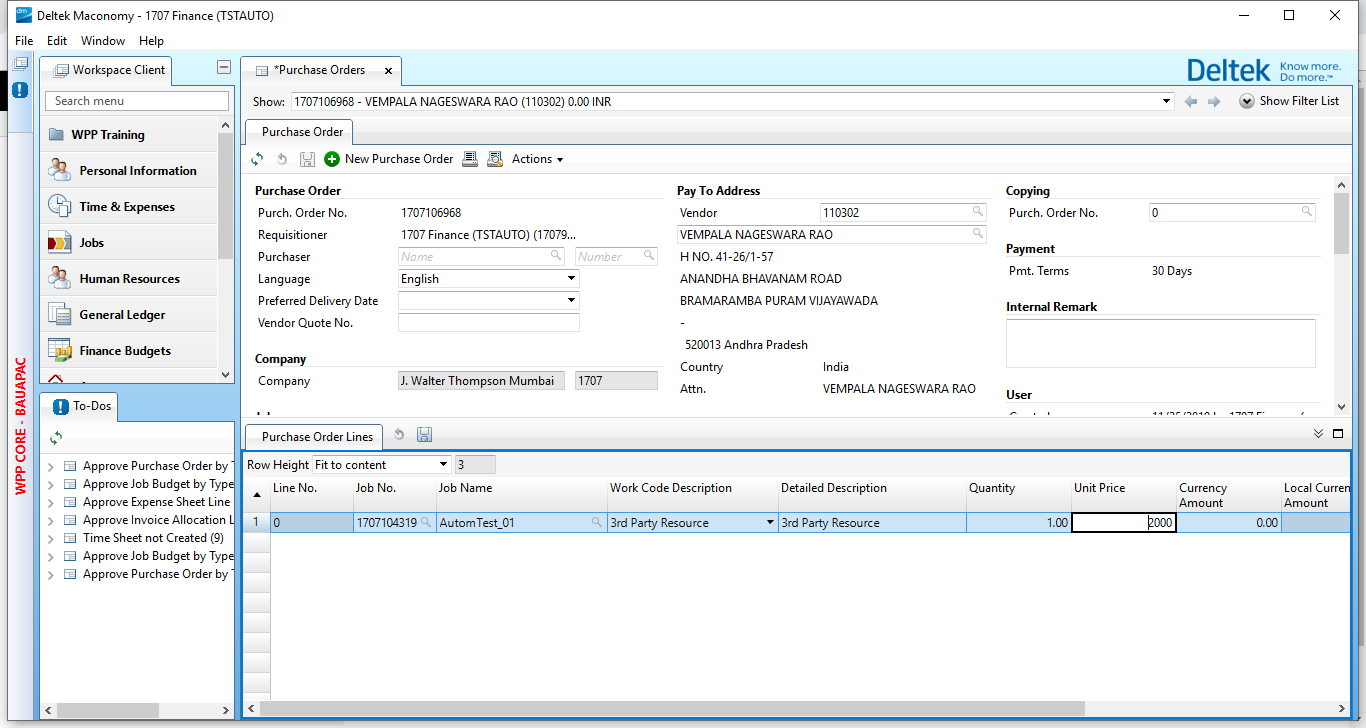 Deltek Maconomy - 1707 Finance (TSTAUTO)
File Edit Window Help
Workspace Client
Search menu
WPP Training
Personal Information
Time & Expenses
Jobs
Human Resources
General Ledger
Finance Budgets
WPP CORE - BAUAPAC
To-Dos
Approve Purchase Order by T
Approve Job Budget by Type
Approve Expense Sheet Line
Approve Invoice Allocation L
Time Sheet not Created (9)
Approve Job Budget by Type
Approve Purchase Order by T
*Purchase Orders
Deltek Know more.
Do more.™
Show: 1707106968 - VEMPALA NAGESWARA RAO (110302) 0.00 INR
Show Filter List
Purchase Order
New Purchase Order Actions
Purchase Order
Purch. Order No. 1707106968
Requisitioner 1707 Finance (TSTAUTO) (17079...
Purchaser Name Number
Language English
Preferred Delivery Date
Vendor Quote No.
Company
Company J. Walter Thompson Mumbai 1707
Pay To Address
Vendor 110302
VEMPALA NAGESWARA RAO
H NO. 41-26/1-57
ANANDHA BHAVANAM ROAD
BRAMARAMBA PURAM VIJAYAWADA
-
520013 Andhra Pradesh
Country India
Attn. VEMPALA NAGESWARA RAO
Copying
Purch. Order No. 0
Payment
Pmt. Terms 30 Days
Internal Remark
User
Purchase Order Lines
Row Height Fit to content 3
Line No. Job No. Job Name Work Code Description Detailed Description Quantity Unit Price Currency Amount Local Curren Amount
1 0 1707104319 AutomTest_01 3rd Party Resource 3rd Party Resource 1.00 2000 0.00